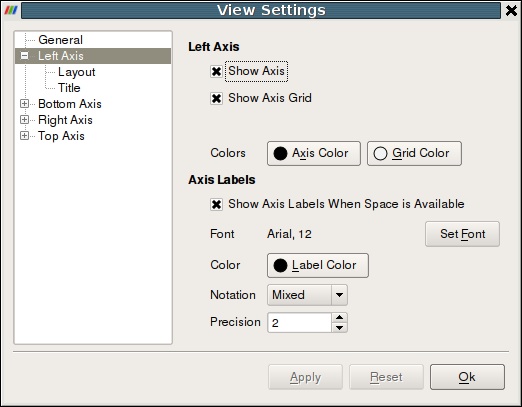 View Settings
General
Left Axis
Layout
Title
Bottom Axis
Right Axis
Top Axis
Left Axis
Show Axis
Show Axis Grid
Colors Axis Color Grid Color
Axis Labels
Show Axis Labels When Space is Available
Font Arial, 12 Set Font
Color Label Color
Notation Mixed
Precision 2
Apply Reset Ok